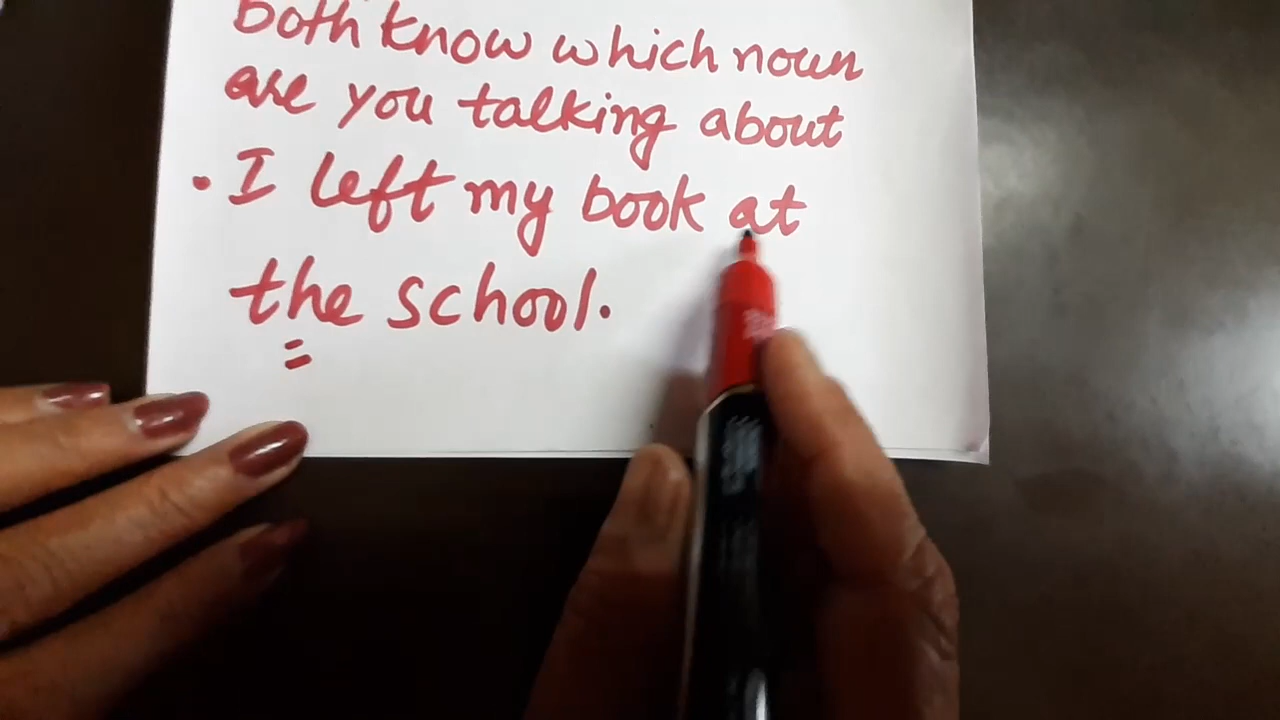 both know which noun
are you talking about
• I left my book at
the school.